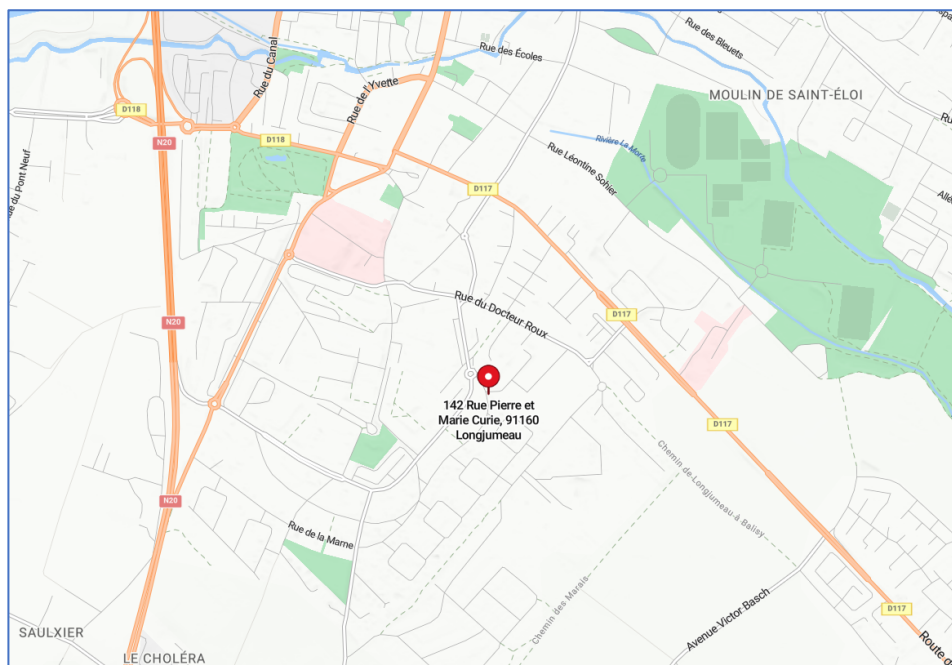 Rue des Écoles
Rue des Bleuets
Rue du Canal
Rue de l' Yvette
MOULIN DE SAINT-ÉLOI
D118
N20
D118
Rivière La Morte
Rue Léontine Sohier
D117
ue du Pont Neuf
Rue du Docteur Roux
D117
N20
142 Rue Pierre et
Marie Curie, 91160
Longjumeau
D117
Chemin de Longjumeau à Balisy
N20
Rue de la Marne
Chemin des Marais
Avenue Victor Basch
D117
SAULXIER
LE CHOLÉRA